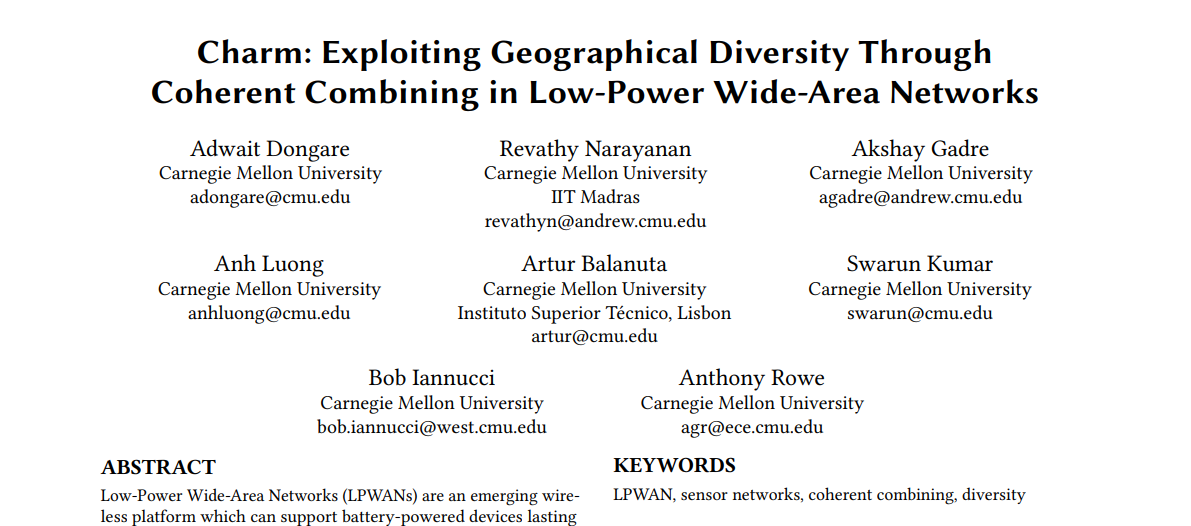 Charm: Exploiting Geographical Diversity Through
Coherent Combining in Low-Power Wide-Area Networks
Adwait Dongare
Carnegie Mellon University
adongare@cmu.edu
Revathy Narayanan
Carnegie Mellon University
IIT Madras
revathyn@andrew.cmu.edu
Akshay Gadre
Carnegie Mellon University
agadre@andrew.cmu.edu
Anh Luong
Carnegie Mellon University
anhluong@cmu.edu
Artur Balanuta
Carnegie Mellon University
Instituto Superior Técnico, Lisbon
artur@cmu.edu
Swarun Kumar
Carnegie Mellon University
swarun@cmu.edu
Bob Iannucci
Carnegie Mellon University
bob.iannucci@west.cmu.edu
Anthony Rowe
Carnegie Mellon University
agr@ece.cmu.edu
ABSTRACT
Low-Power Wide-Area Networks (LPWANs) are an emerging wire-
less platform which can support battery-powered devices lasting
KEYWORDS
LPWAN, sensor networks, coherent combining, diversity